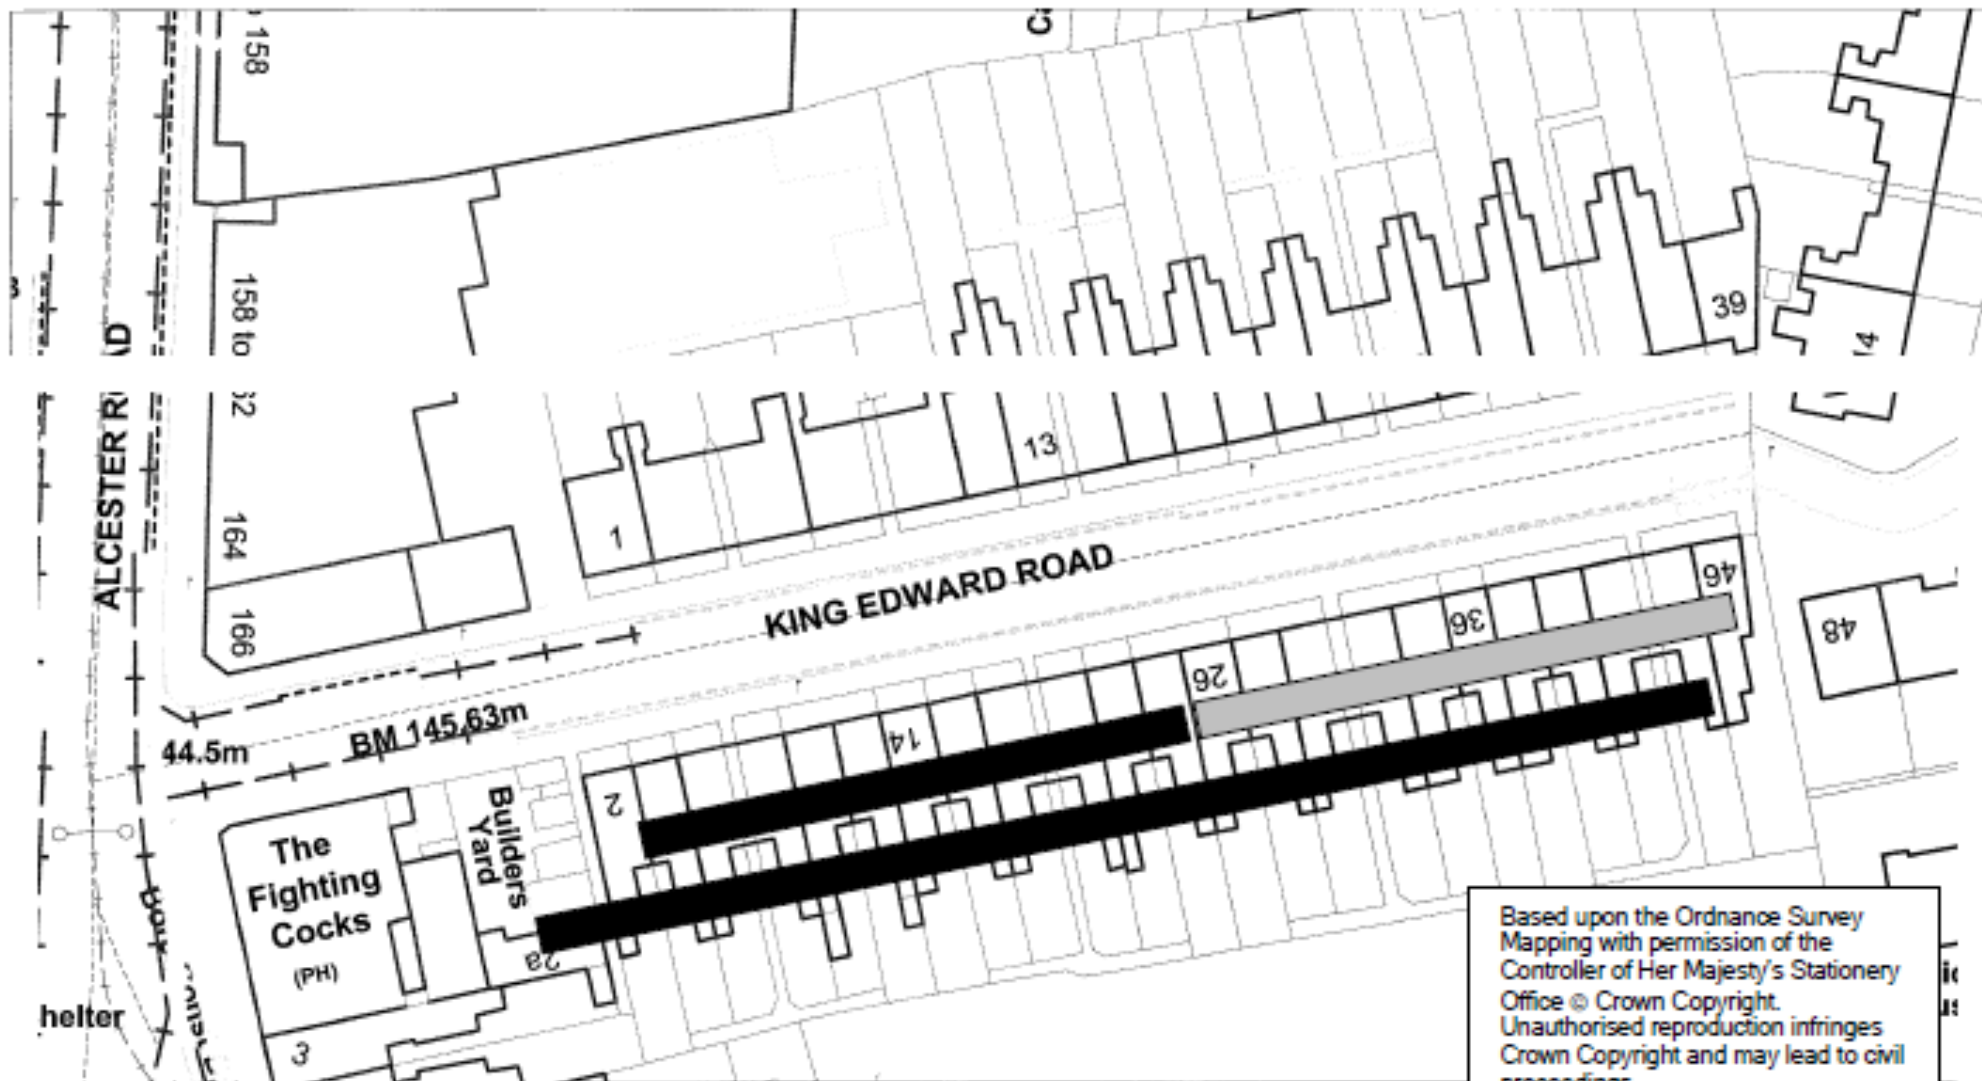 158
158 to
39
14
ALCESTER R
AD
62
13
164
1
166
KING EDWARD ROAD
46
36
48
26
BM 145.63m
44.5m
14
2
Builders
Yard
The
Fighting
Cocks
(PH)
2a
helter
3
Based upon the Ordnance Survey
Mapping with permission of the
Controller of Her Majesty's Stationery
Office © Crown Copyright.
Unauthorised reproduction infringes
Crown Copyright and may lead to civil